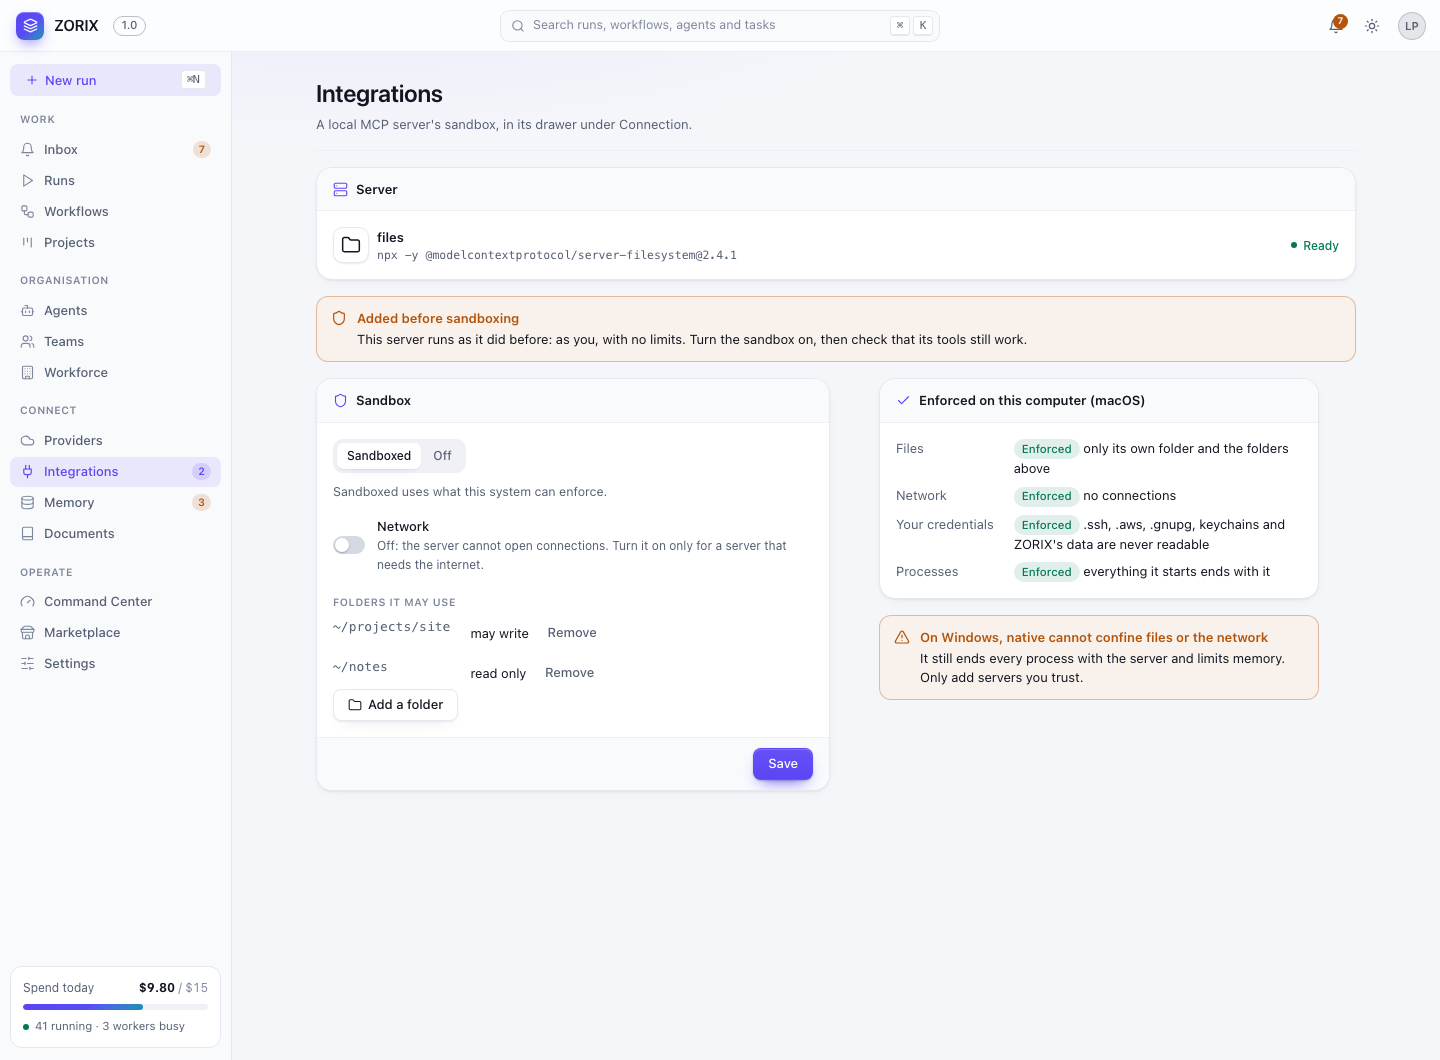 ZORIX
1.0
Search runs, workflows, agents and tasks
⌘ K
7
LP
New run
⌘N
WORK
Inbox 7
Runs
Workflows
Projects
ORGANISATION
Agents
Teams
Workforce
CONNECT
Providers
Integrations 2
Memory 3
Documents
OPERATE
Command Center
Marketplace
Settings
Spend today $9.80 / $15
41 running · 3 workers busy
Integrations
A local MCP server's sandbox, in its drawer under Connection.
Server
files
npx -y @modelcontextprotocol/server-filesystem@2.4.1
Ready
Added before sandboxing
This server runs as it did before: as you, with no limits. Turn the sandbox on, then check that its tools still work.
Sandbox
Sandboxed Off
Sandboxed uses what this system can enforce.
Network
Off: the server cannot open connections. Turn it on only for a server that
needs the internet.
FOLDERS IT MAY USE
~/projects/site may write Remove
~/notes read only Remove
Add a folder
Save
Enforced on this computer (macOS)
Files Enforced only its own folder and the folders
above
Network Enforced no connections
Your credentials Enforced .ssh, .aws, .gnupg, keychains and
ZORIX's data are never readable
Processes Enforced everything it starts ends with it
On Windows, native cannot confine files or the network
It still ends every process with the server and limits memory.
Only add servers you trust.